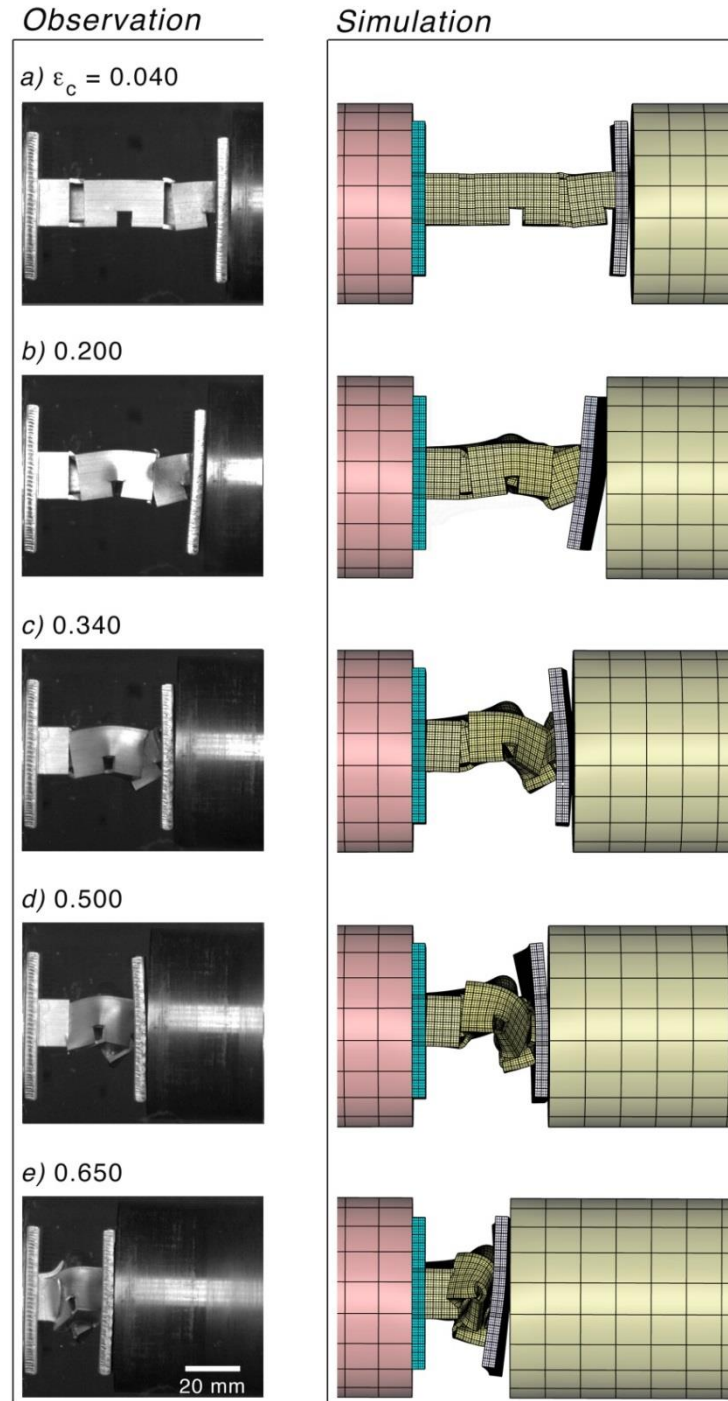 Observation
Simulation
a) ε_c = 0.040
b) 0.200
c) 0.340
d) 0.500
e) 0.650
20 mm